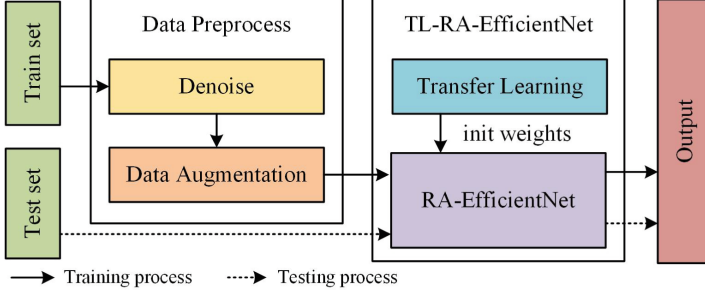 Data Preprocess
TL-RA-EfficientNet
Train set
Denoise
Transfer Learning
init weights
Output
Test set
Data Augmentation
RA-EfficientNet
Training process
Testing process